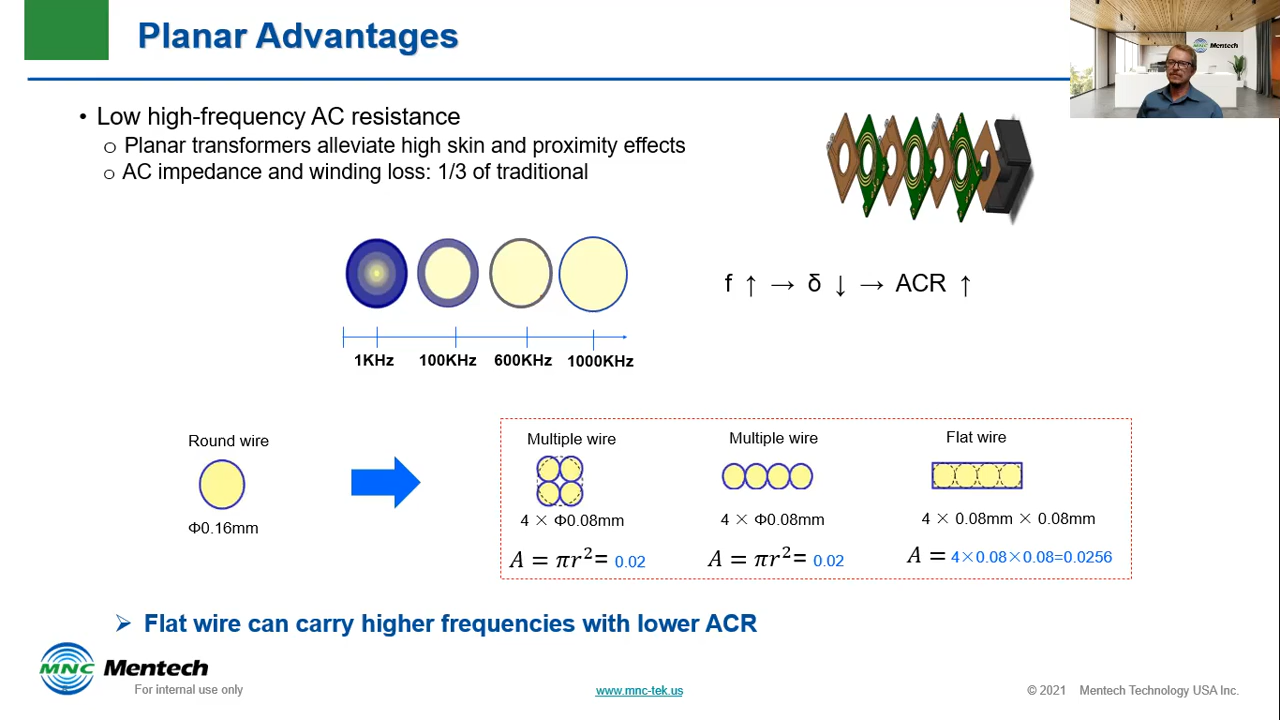 Planar Advantages
MNC Mentech
• Low high-frequency AC resistance
o Planar transformers alleviate high skin and proximity effects
o AC impedance and winding loss: 1/3 of traditional
f ↑ → δ ↓ → ACR ↑
1KHz 100KHz 600KHz 1000KHz
Round wire
Φ0.16mm
Multiple wire
4 × Φ0.08mm
A = πr²= 0.02
Multiple wire
4 × Φ0.08mm
A = πr²= 0.02
Flat wire
4 × 0.08mm × 0.08mm
A = 4×0.08×0.08=0.0256
➢ Flat wire can carry higher frequencies with lower ACR
MNC Mentech
For internal use only
www.mnc-tek.us
© 2021 Mentech Technology USA Inc.